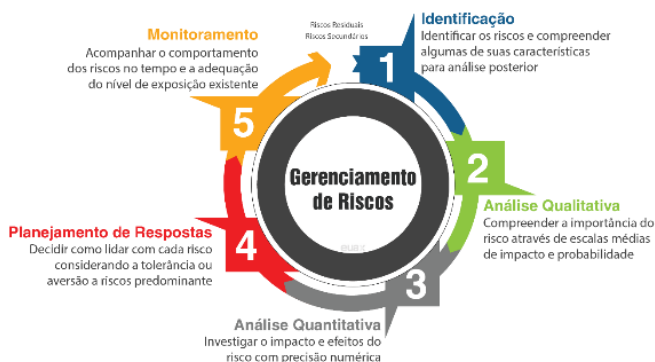 Riscos Residuais
Riscos Secundários
1
Identificação
Identificar os riscos e compreender
algumas de suas características
para análise posterior
2
Análise Qualitativa
Compreender a importância do
risco através de escalas médias
de impacto e probabilidade
3
Análise Quantitativa
Investigar o impacto e efeitos do
risco com precisão numérica
4
Planejamento de Respostas
Decidir como lidar com cada risco
considerando a tolerância ou
aversão a riscos predominante
5
Monitoramento
Acompanhar o comportamento
dos riscos no tempo e a adequação
do nível de exposição existente
Gerenciamento
de Riscos